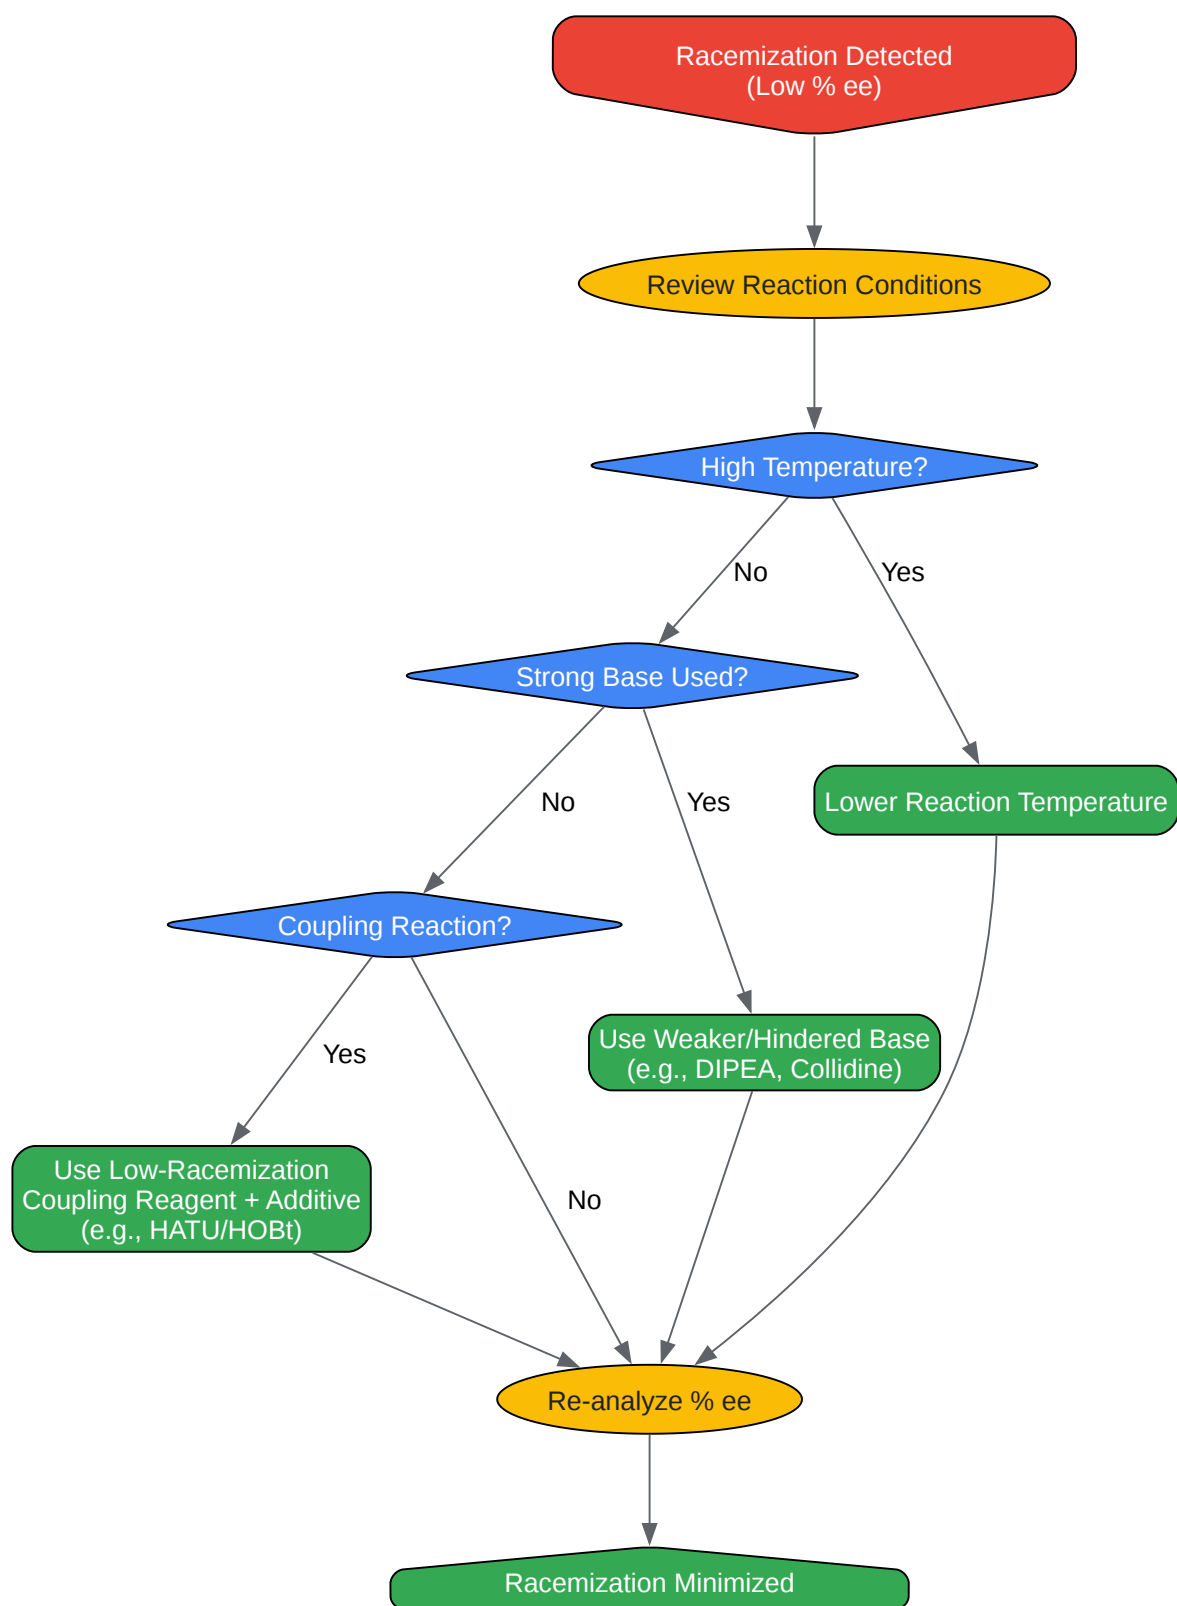 Racemization Detected
(Low % ee)
Review Reaction Conditions
High Temperature?
No
Yes
Strong Base Used?
Lower Reaction Temperature
No
Yes
Coupling Reaction?
Use Weaker/Hindered Base
(e.g., DIPEA, Collidine)
Yes
Use Low-Racemization
Coupling Reagent + Additive
(e.g., HATU/HOBt)
No
Re-analyze % ee
Racemization Minimized